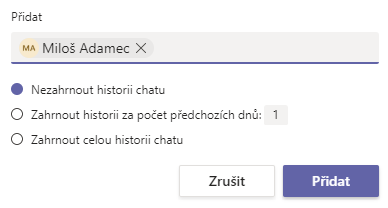 Přidat
MA Miloš Adamec
Nezahrnout historii chatu
Zahrnout historii za počet předchozích dnů: 1
Zahrnout celou historii chatu
Zrušit Přidat